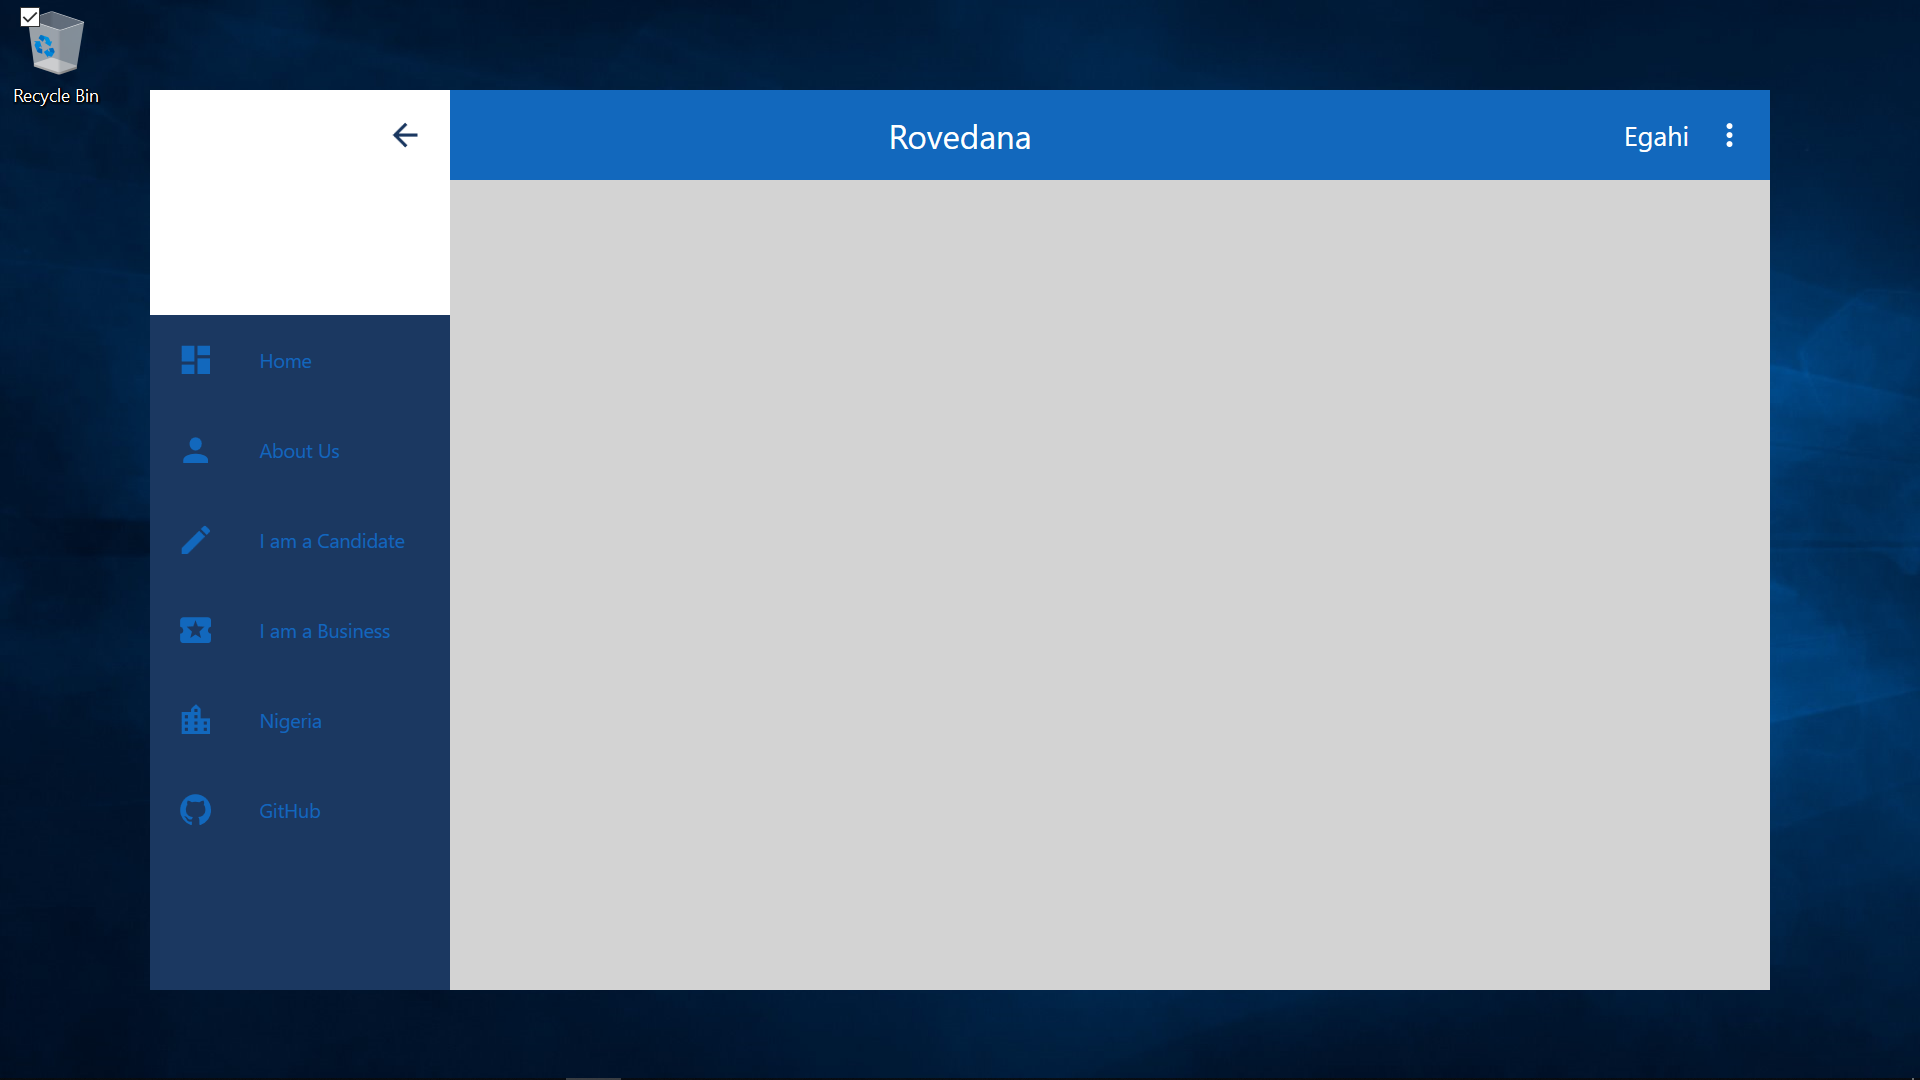 Recycle Bin
Rovedana
Egahi
Home
About Us
I am a Candidate
I am a Business
Nigeria
GitHub